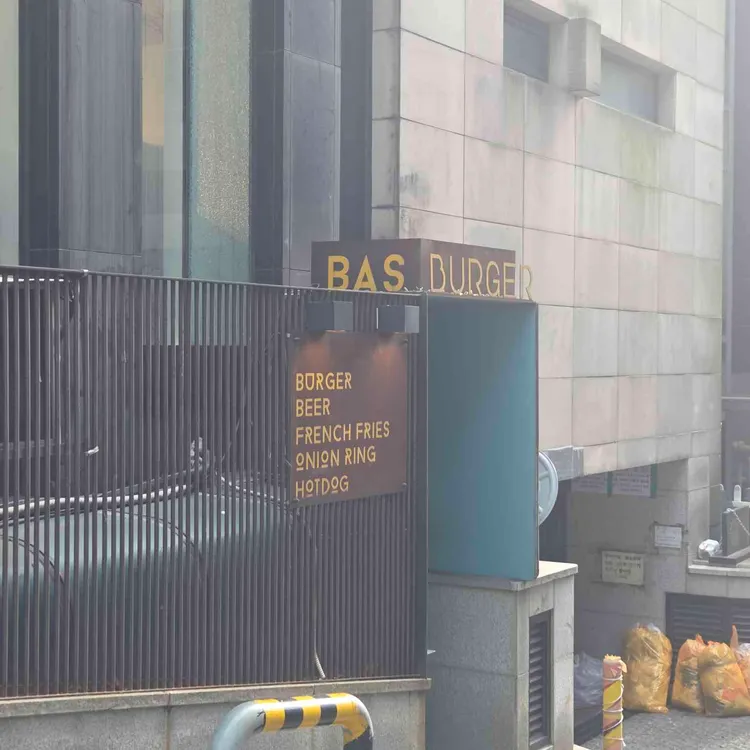 BAS BURGER
BURGER
BEER
FRENCH FRIES
ONION RING
HOTDOG